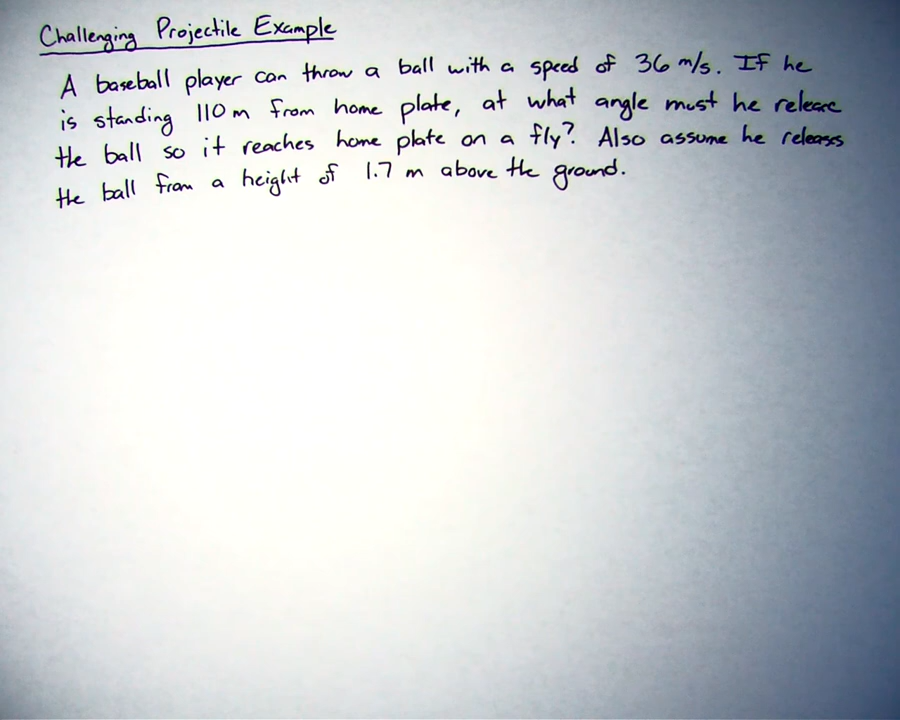 Challenging Projectile Example
A baseball player can throw a ball with a speed of 36 m/s. If he
is standing 110 m from home plate, at what angle must he release
the ball so it reaches home plate on a fly? Also assume he releases
the ball from a height of 1.7 m above the ground.